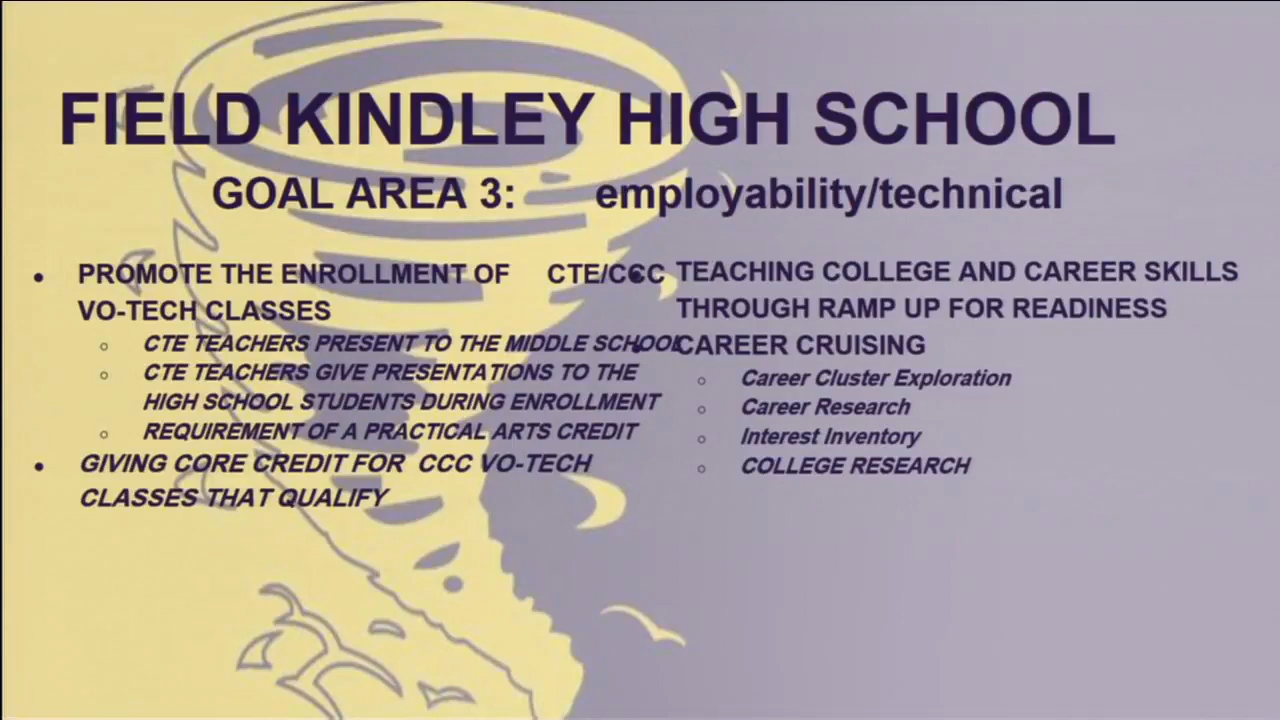 FIELD KINDLEY HIGH SCHOOL
GOAL AREA 3: employability/technical
• PROMOTE THE ENROLLMENT OF CTE/CCC
VO-TECH CLASSES
○ CTE TEACHERS PRESENT TO THE MIDDLE SCHOOL
○ CTE TEACHERS GIVE PRESENTATIONS TO THE
HIGH SCHOOL STUDENTS DURING ENROLLMENT
○ REQUIREMENT OF A PRACTICAL ARTS CREDIT
• GIVING CORE CREDIT FOR CCC VO-TECH
CLASSES THAT QUALIFY
• TEACHING COLLEGE AND CAREER SKILLS
THROUGH RAMP UP FOR READINESS
• CAREER CRUISING
○ Career Cluster Exploration
○ Career Research
○ Interest Inventory
○ COLLEGE RESEARCH